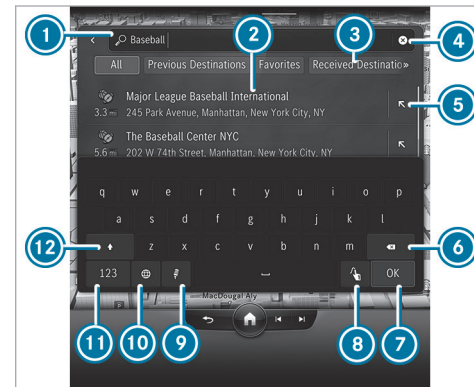 1
2
3
4
Baseball
All Previous Destinations Favorites Received Destinatio»
Major League Baseball International
3.3 mi 245 Park Avenue, Manhattan, New York City, NY
5
The Baseball Center NYC
5.6 mi 202 W 74th Street, Manhattan, New York City, NY
q w e r t y u i o p
a s d f g h j k l
12
z x c v b n m
6
123 OK
MacDougal Aly
11
10
9
8
7